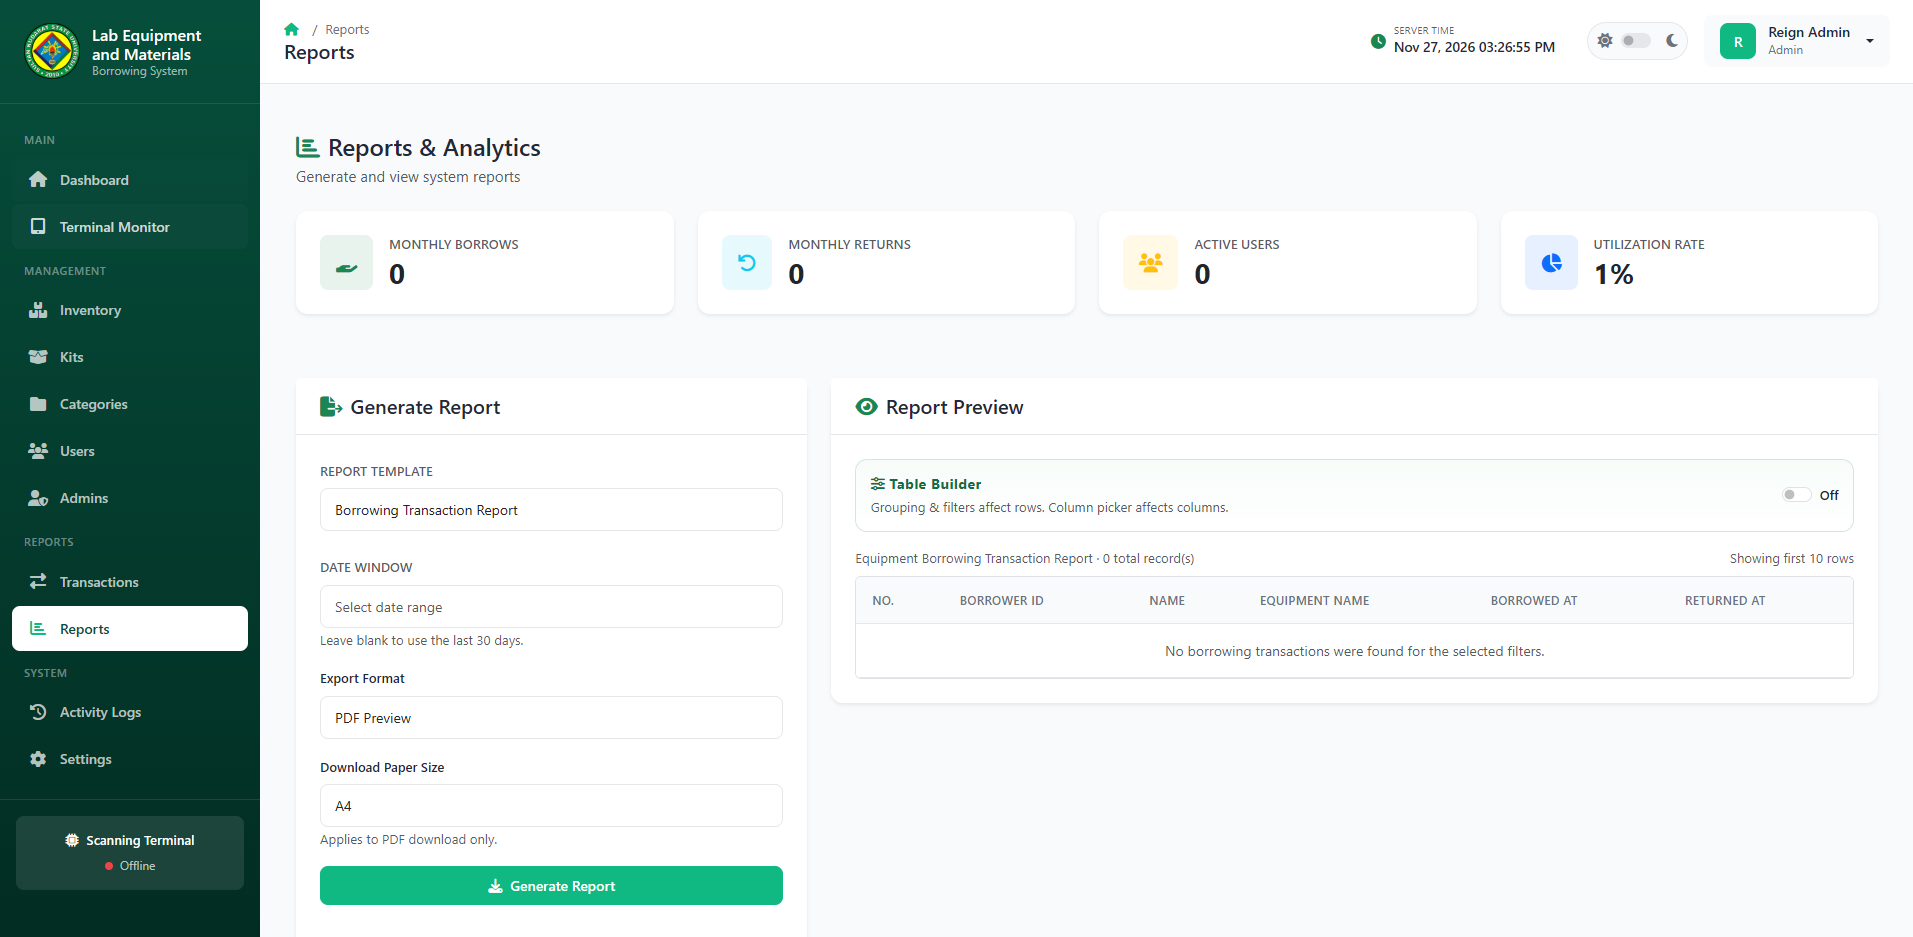 Lab Equipment
and Materials
Borrowing System
MAIN
Dashboard
Terminal Monitor
MANAGEMENT
Inventory
Kits
Categories
Users
Admins
REPORTS
Transactions
Reports
SYSTEM
Activity Logs
Settings
Scanning Terminal
Offline
/ Reports
Reports
SERVER TIME
Nov 27, 2026 03:26:55 PM
R
Reign Admin
Admin
Reports & Analytics
Generate and view system reports
MONTHLY BORROWS
0
MONTHLY RETURNS
0
ACTIVE USERS
0
UTILIZATION RATE
1%
Generate Report
REPORT TEMPLATE
Borrowing Transaction Report
DATE WINDOW
Select date range
Leave blank to use the last 30 days.
Export Format
PDF Preview
Download Paper Size
A4
Applies to PDF download only.
Generate Report
Report Preview
Table Builder
Grouping & filters affect rows. Column picker affects columns.
Off
Equipment Borrowing Transaction Report · 0 total record(s)
Showing first 10 rows
NO. BORROWER ID NAME EQUIPMENT NAME BORROWED AT RETURNED AT
No borrowing transactions were found for the selected filters.